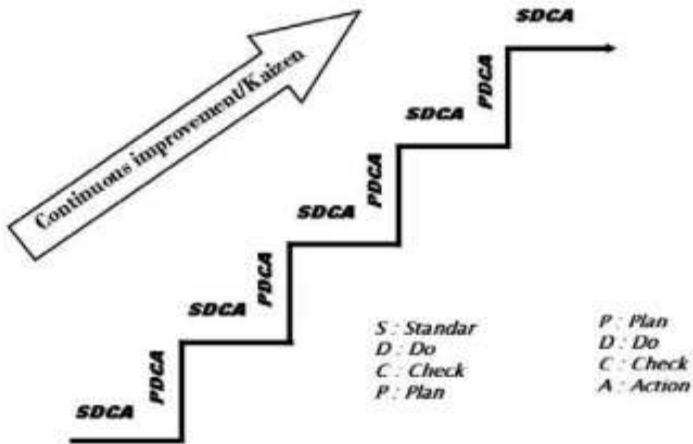 SDCA
PDCA
SDCA
PDCA
SDCA
PDCA
SDCA
PDCA
SDCA
Continuous improvement/Kaizen
S : Standar
D : Do
C : Check
P : Plan
P : Plan
D : Do
C : Check
A : Action